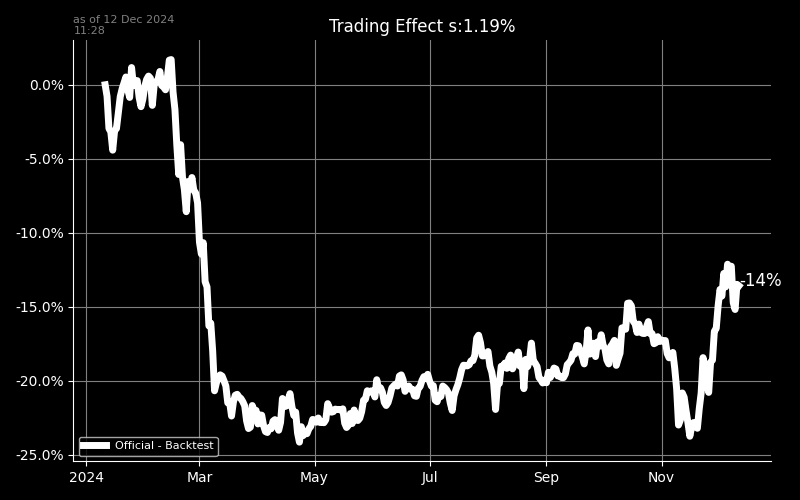 as of 12 Dec 2024
11:28
Trading Effect s:1.19%
0.0%
-5.0%
-10.0%
-15.0%
-20.0%
-25.0%
-14%
Official - Backtest
2024 Mar May Jul Sep Nov